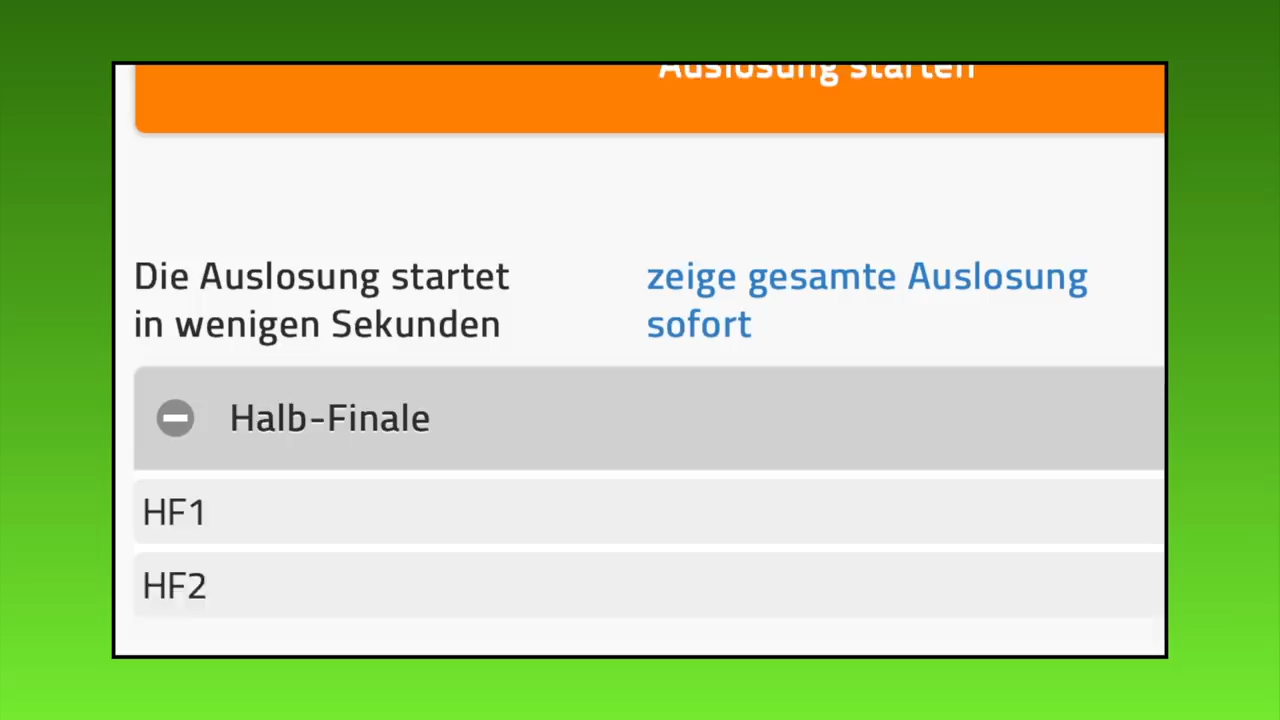 Auslosung starten
Die Auslosung startet
in wenigen Sekunden
zeige gesamte Auslosung
sofort
Halb-Finale
HF1
HF2